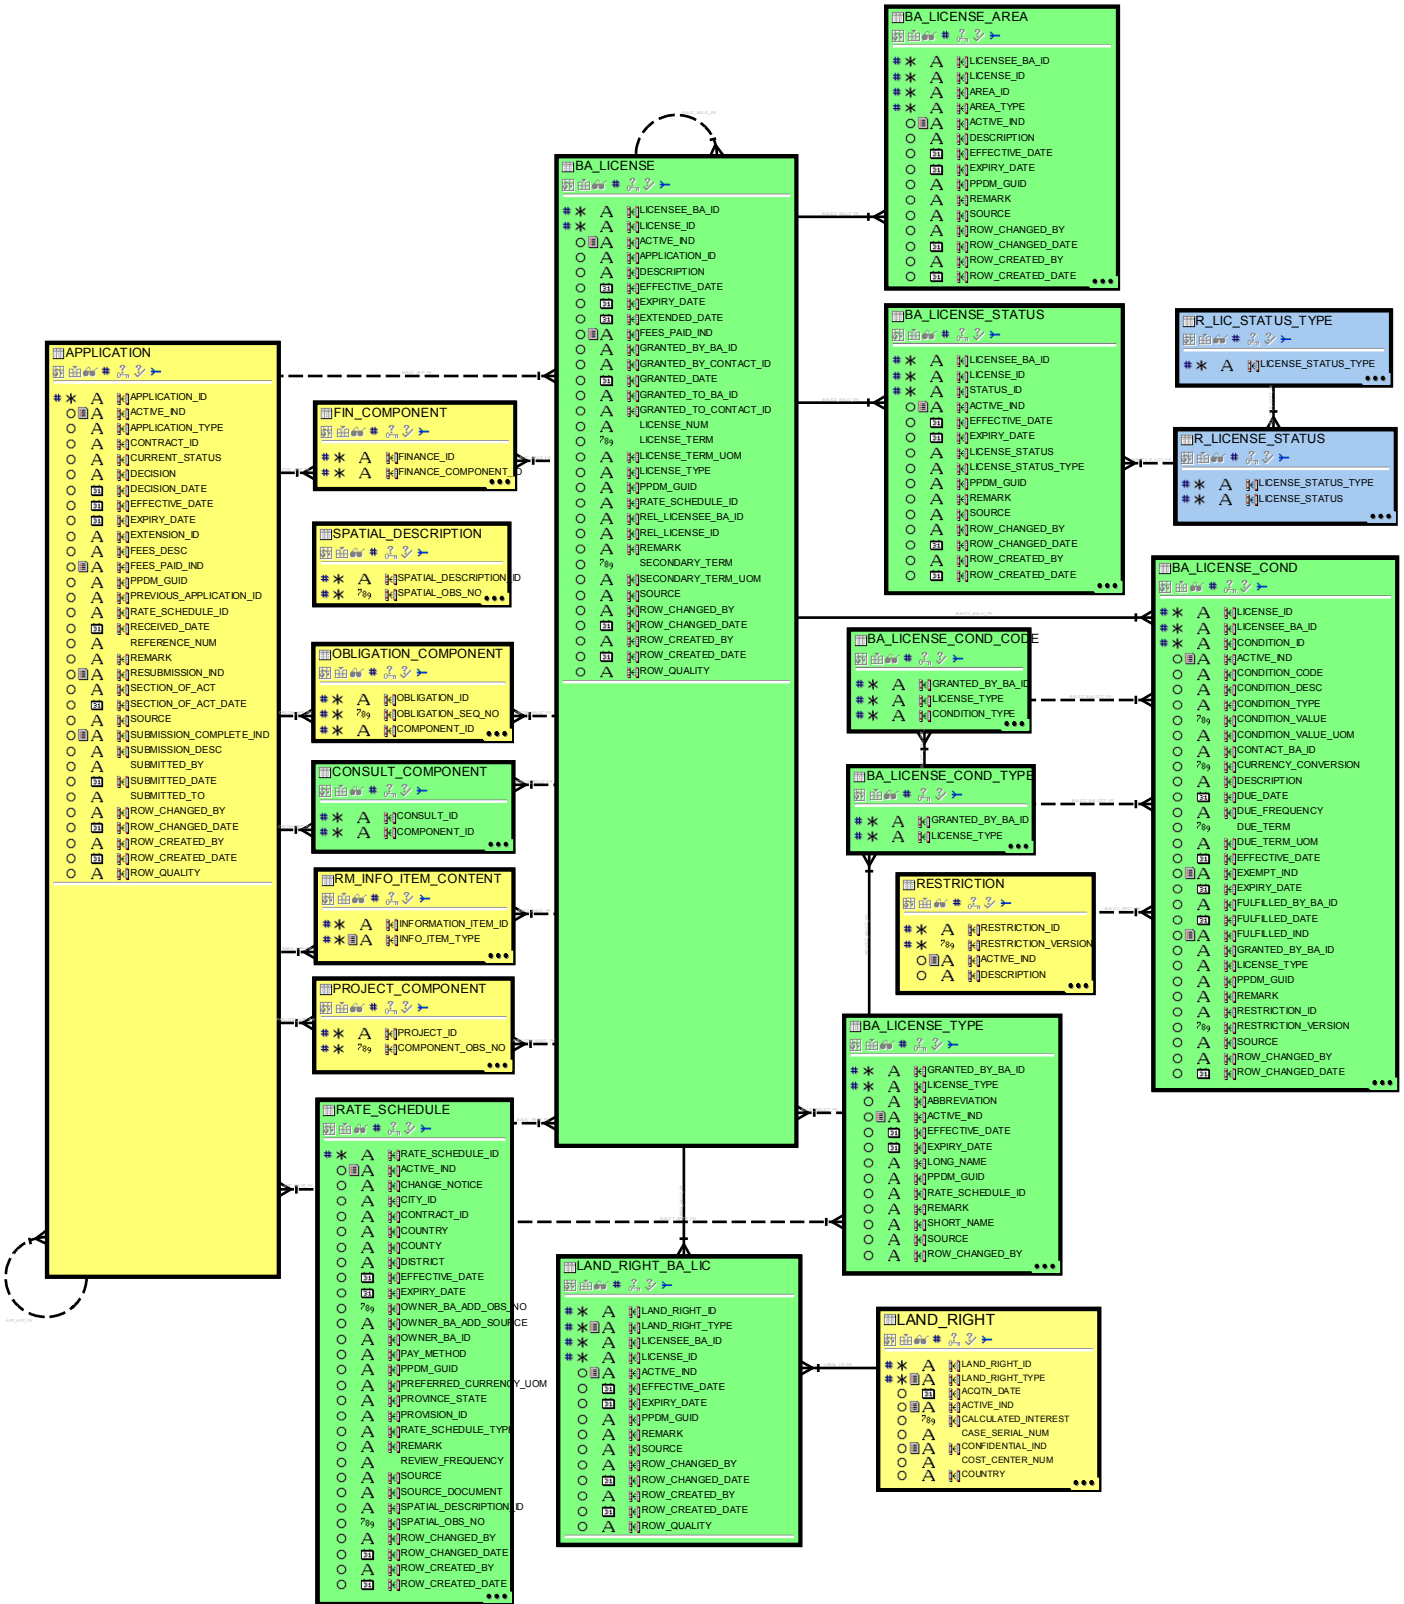 BA_LICENSE_AREA
LICENSEE_BA_ID
LICENSE_ID
AREA_ID
AREA_TYPE
ACTIVE_IND
DESCRIPTION
EFFECTIVE_DATE
EXPIRY_DATE
PPDM_GUID
REMARK
SOURCE
ROW_CHANGED_BY
ROW_CHANGED_DATE
ROW_CREATED_BY
ROW_CREATED_DATE
BA_LICENSE
LICENSEE_BA_ID
LICENSE_ID
ACTIVE_IND
APPLICATION_ID
DESCRIPTION
EFFECTIVE_DATE
EXPIRY_DATE
EXTENDED_DATE
FEES_PAID_IND
GRANTED_BY_BA_ID
GRANTED_BY_CONTACT_ID
GRANTED_DATE
GRANTED_TO_BA_ID
GRANTED_TO_CONTACT_ID
LICENSE_NUM
LICENSE_TERM
LICENSE_TERM_UOM
LICENSE_TYPE
PPDM_GUID
RATE_SCHEDULE_ID
REL_LICENSEE_BA_ID
REL_LICENSE_ID
REMARK
SECONDARY_TERM
SECONDARY_TERM_UOM
SOURCE
ROW_CHANGED_BY
ROW_CHANGED_DATE
ROW_CREATED_BY
ROW_CREATED_DATE
ROW_QUALITY
BA_LICENSE_STATUS
LICENSEE_BA_ID
LICENSE_ID
STATUS_ID
ACTIVE_IND
EFFECTIVE_DATE
EXPIRY_DATE
LICENSE_STATUS
LICENSE_STATUS_TYPE
PPDM_GUID
REMARK
SOURCE
ROW_CHANGED_BY
ROW_CHANGED_DATE
ROW_CREATED_BY
ROW_CREATED_DATE
R_LIC_STATUS_TYPE
LICENSE_STATUS_TYPE
R_LICENSE_STATUS
LICENSE_STATUS_TYPE
LICENSE_STATUS
APPLICATION
APPLICATION_ID
ACTIVE_IND
APPLICATION_TYPE
CONTRACT_ID
CURRENT_STATUS
DECISION
DECISION_DATE
EFFECTIVE_DATE
EXPIRY_DATE
EXTENSION_ID
FEES_DESC
FEES_PAID_IND
PPDM_GUID
PREVIOUS_APPLICATION_ID
RATE_SCHEDULE_ID
RECEIVED_DATE
REFERENCE_NUM
REMARK
RESUBMISSION_IND
SECTION_OF_ACT
SECTION_OF_ACT_DATE
SOURCE
SUBMISSION_COMPLETE_IND
SUBMISSION_DESC
SUBMITTED_BY
SUBMITTED_DATE
SUBMITTED_TO
ROW_CHANGED_BY
ROW_CHANGED_DATE
ROW_CREATED_BY
ROW_CREATED_DATE
ROW_QUALITY
FIN_COMPONENT
FINANCE_ID
FINANCE_COMPONENT_ID
SPATIAL_DESCRIPTION
SPATIAL_DESCRIPTION_ID
SPATIAL_OBS_NO
OBLIGATION_COMPONENT
OBLIGATION_ID
OBLIGATION_SEQ_NO
COMPONENT_ID
CONSULT_COMPONENT
CONSULT_ID
COMPONENT_ID
RM_INFO_ITEM_CONTENT
INFORMATION_ITEM_ID
INFO_ITEM_TYPE
PROJECT_COMPONENT
PROJECT_ID
COMPONENT_OBS_NO
BA_LICENSE_COND
LICENSE_ID
LICENSEE_BA_ID
CONDITION_ID
ACTIVE_IND
CONDITION_CODE
CONDITION_DESC
CONDITION_TYPE
CONDITION_VALUE
CONDITION_VALUE_UOM
CONTACT_BA_ID
CURRENCY_CONVERSION
DESCRIPTION
DUE_DATE
DUE_FREQUENCY
DUE_TERM
DUE_TERM_UOM
EFFECTIVE_DATE
EXEMPT_IND
EXPIRY_DATE
FULFILLED_BY_BA_ID
FULFILLED_DATE
FULFILLED_IND
GRANTED_BY_BA_ID
LICENSE_TYPE
PPDM_GUID
REMARK
RESTRICTION_ID
RESTRICTION_VERSION
SOURCE
ROW_CHANGED_BY
ROW_CHANGED_DATE
BA_LICENSE_COND_CODE
GRANTED_BY_BA_ID
LICENSE_TYPE
CONDITION_TYPE
BA_LICENSE_COND_TYPE
GRANTED_BY_BA_ID
LICENSE_TYPE
RESTRICTION
RESTRICTION_ID
RESTRICTION_VERSION
ACTIVE_IND
DESCRIPTION
BA_LICENSE_TYPE
GRANTED_BY_BA_ID
LICENSE_TYPE
ABBREVIATION
ACTIVE_IND
EFFECTIVE_DATE
EXPIRY_DATE
LONG_NAME
PPDM_GUID
RATE_SCHEDULE_ID
REMARK
SHORT_NAME
SOURCE
ROW_CHANGED_BY
RATE_SCHEDULE
RATE_SCHEDULE_ID
ACTIVE_IND
CHANGE_NOTICE
CITY_ID
CONTRACT_ID
COUNTRY
COUNTY
DISTRICT
EFFECTIVE_DATE
EXPIRY_DATE
OWNER_BA_ADD_OBS_NO
OWNER_BA_ADD_SOURCE
OWNER_BA_ID
PAY_METHOD
PPDM_GUID
PREFERRED_CURRENCY_UOM
PROVINCE_STATE
PROVISION_ID
RATE_SCHEDULE_TYPE
REMARK
REVIEW_FREQUENCY
SOURCE
SOURCE_DOCUMENT
SPATIAL_DESCRIPTION_ID
SPATIAL_OBS_NO
ROW_CHANGED_BY
ROW_CHANGED_DATE
ROW_CREATED_BY
ROW_CREATED_DATE
LAND_RIGHT_BA_LIC
LAND_RIGHT_ID
LAND_RIGHT_TYPE
LICENSEE_BA_ID
LICENSE_ID
ACTIVE_IND
EFFECTIVE_DATE
EXPIRY_DATE
PPDM_GUID
REMARK
SOURCE
ROW_CHANGED_BY
ROW_CHANGED_DATE
ROW_CREATED_BY
ROW_CREATED_DATE
ROW_QUALITY
LAND_RIGHT
LAND_RIGHT_ID
LAND_RIGHT_TYPE
ACQTN_DATE
ACTIVE_IND
CALCULATED_INTEREST
CASE_SERIAL_NUM
CONFIDENTIAL_IND
COST_CENTER_NUM
COUNTRY